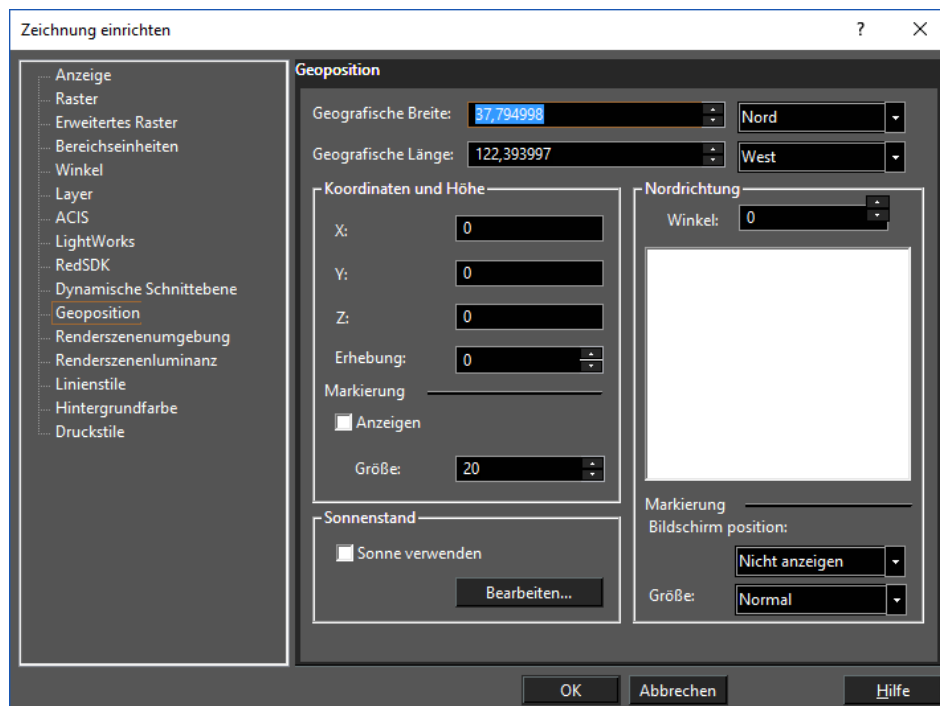 Zeichnung einrichten
?
Anzeige
Raster
Erweitertes Raster
Bereichseinheiten
Winkel
Layer
ACIS
LightWorks
RedSDK
Dynamische Schnittebene
Geoposition
Renderszenenumgebung
Renderszenenluminanz
Linienstile
Hintergrundfarbe
Druckstile
Geoposition
Geografische Breite: 37,794998 Nord
Geografische Länge: 122,393997 West
Koordinaten und Höhe
X: 0
Y: 0
Z: 0
Erhebung: 0
Markierung
Anzeigen
Größe: 20
Sonnenstand
Sonne verwenden
Bearbeiten...
Nordrichtung
Winkel: 0
Markierung
Bildschirm position:
Nicht anzeigen
Größe: Normal
OK Abbrechen Hilfe